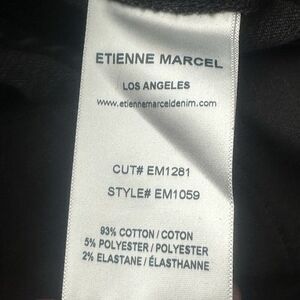 ETIENNE MARCEL
LOS ANGELES
www.etiennemarceldenim.com
CUT# EM1281
STYLE# EM1059
93% COTTON / COTON
5% POLYESTER / POLYESTER
2% ELASTANE / ÉLASTHANNE